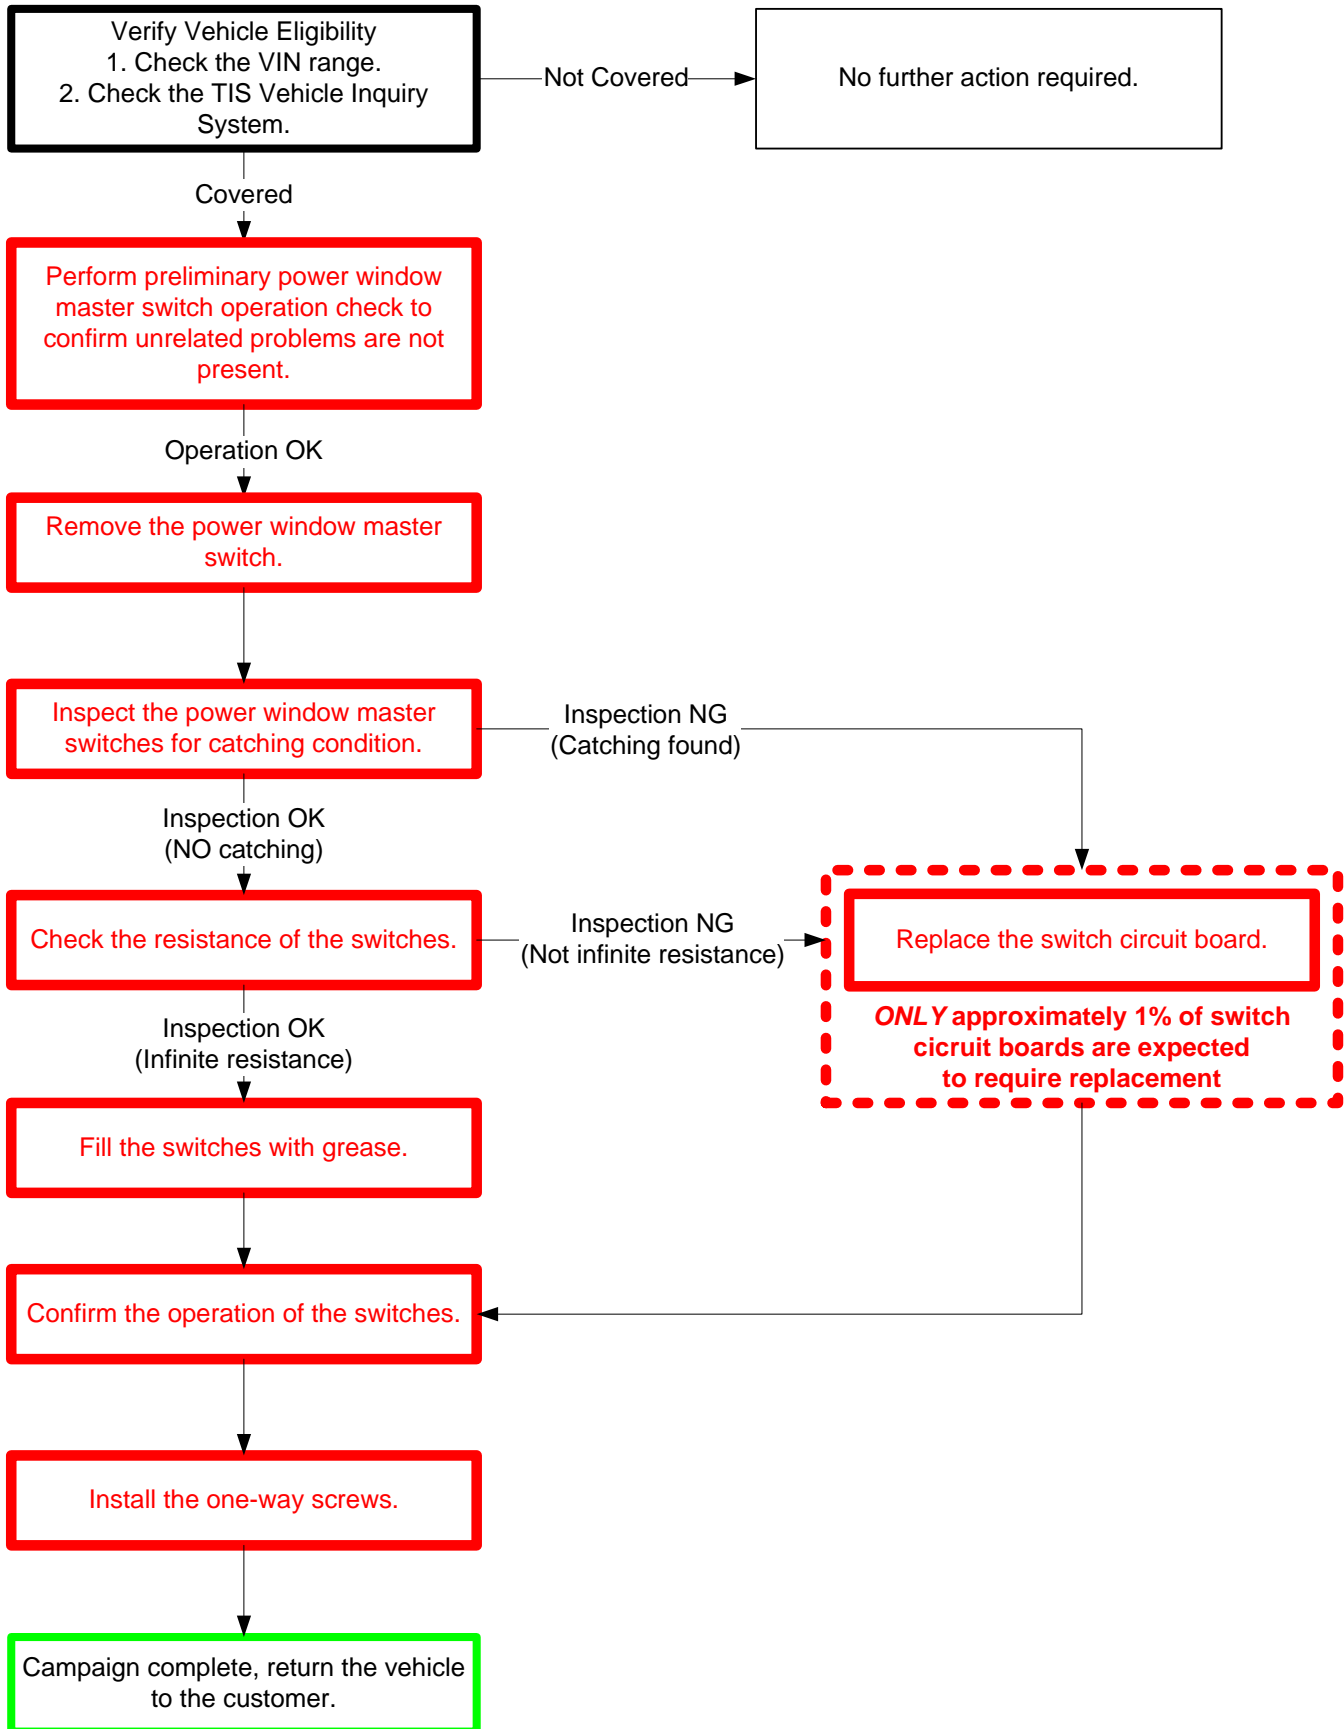 Verify Vehicle Eligibility
1. Check the VIN range.
2. Check the TIS Vehicle Inquiry
System.
Not Covered
No further action required.
Covered
Perform preliminary power window
master switch operation check to
confirm unrelated problems are not
present.
Operation OK
Remove the power window master
switch.
Inspect the power window master
switches for catching condition.
Inspection NG
(Catching found)
Inspection OK
(NO catching)
Check the resistance of the switches.
Inspection NG
(Not infinite resistance)
Replace the switch circuit board.
ONLY approximately 1% of switch
cicruit boards are expected
to require replacement
Inspection OK
(Infinite resistance)
Fill the switches with grease.
Confirm the operation of the switches.
Install the one-way screws.
Campaign complete, return the vehicle
to the customer.